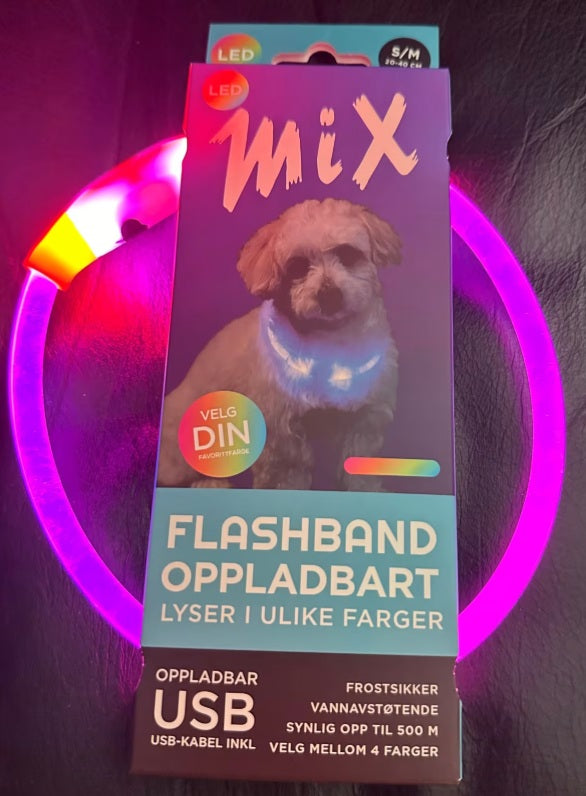 LED
S/M
20-40 CM
LED
MiX
VELG
DIN
FAVORITTFARGE
FLASHBAND
OPPLADBART
LYSER I ULIKE FARGER
OPPLADBAR
USB
USB-KABEL INKL
FROSTSIKKER
VANNAVSTØTENDE
SYNLIG OPP TIL 500 M
VELG MELLOM 4 FARGER